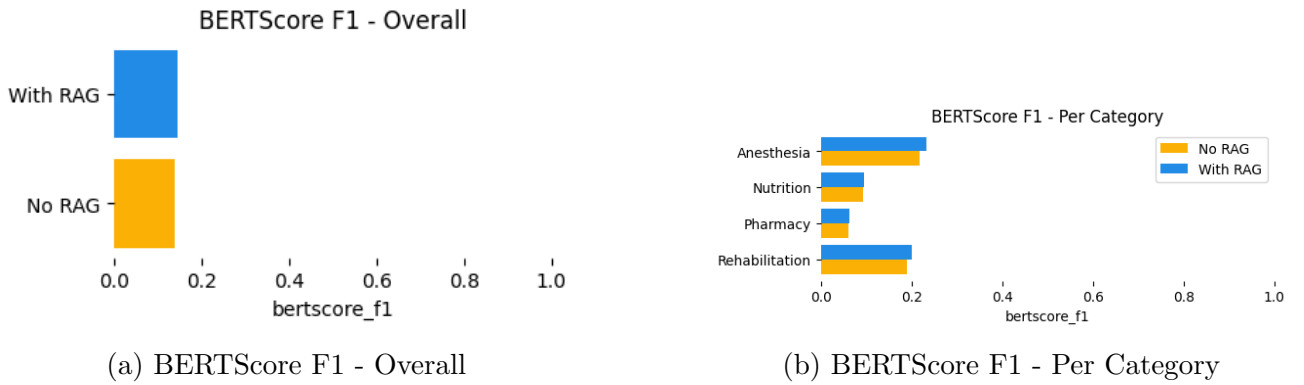 BERTScore F1 - Overall
With RAG
No RAG
0.0 0.2 0.4 0.6 0.8 1.0
bertscore_f1
(a) BERTScore F1 - Overall
BERTScore F1 - Per Category
No RAG
With RAG
Anesthesia
Nutrition
Pharmacy
Rehabilitation
0.0 0.2 0.4 0.6 0.8 1.0
bertscore_f1
(b) BERTScore F1 - Per Category